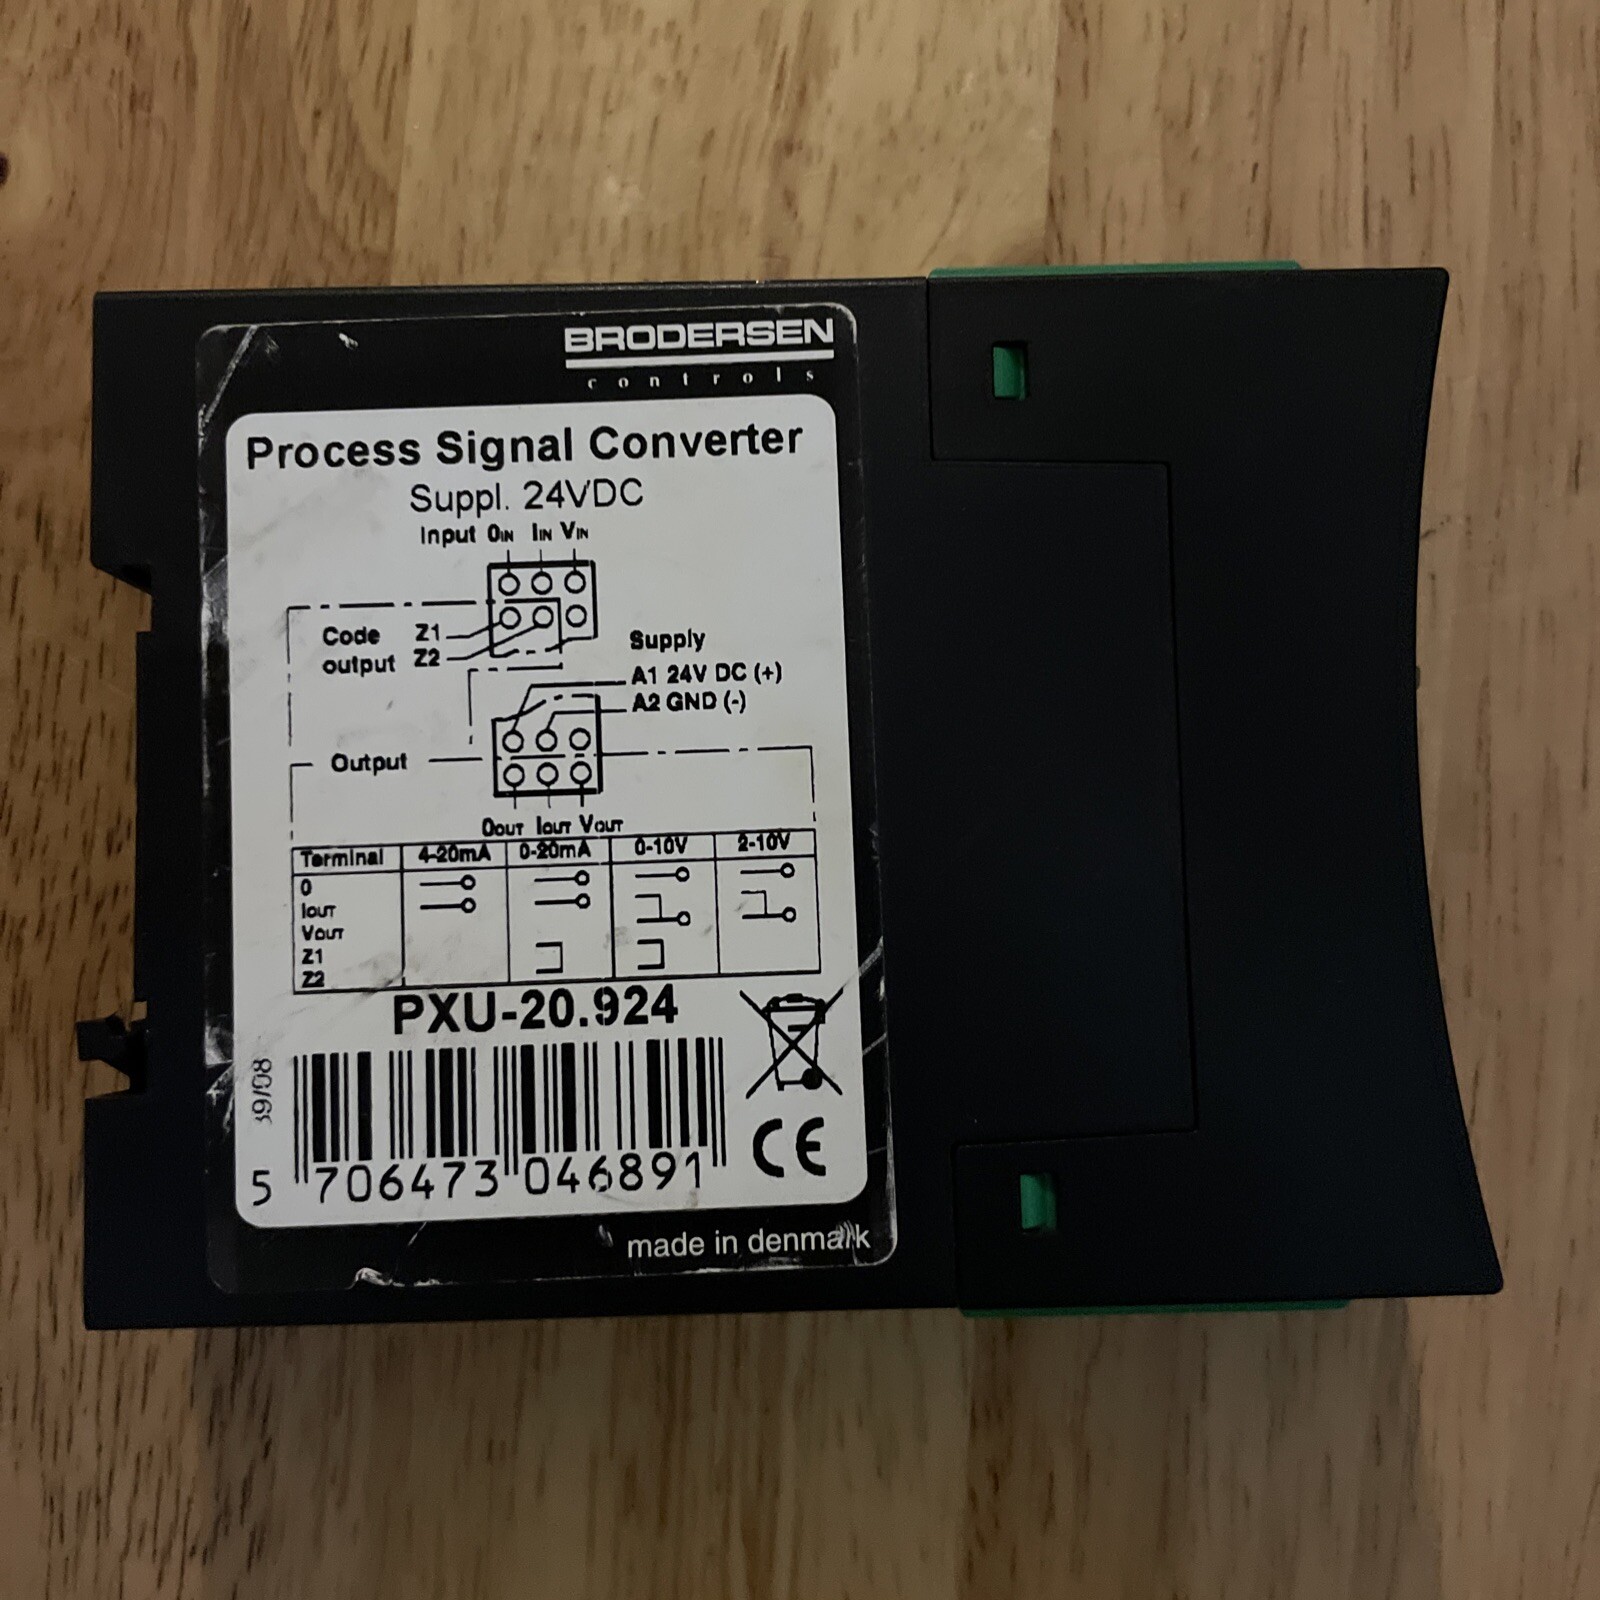 BRODERSEN
controls
Process Signal Converter
Suppl. 24VDC
Input 0IN IIN VIN
Code output
Z1
Z2
Supply
A1 24V DC (+)
A2 GND (-)
Output
0OUT IOUT VOUT
Terminal 4-20mA 0-20mA 0-10V 2-10V
0
IOUT
VOUT
Z1
Z2
PXU-20.924
39/08
5 706473 046891
CE
made in denmark